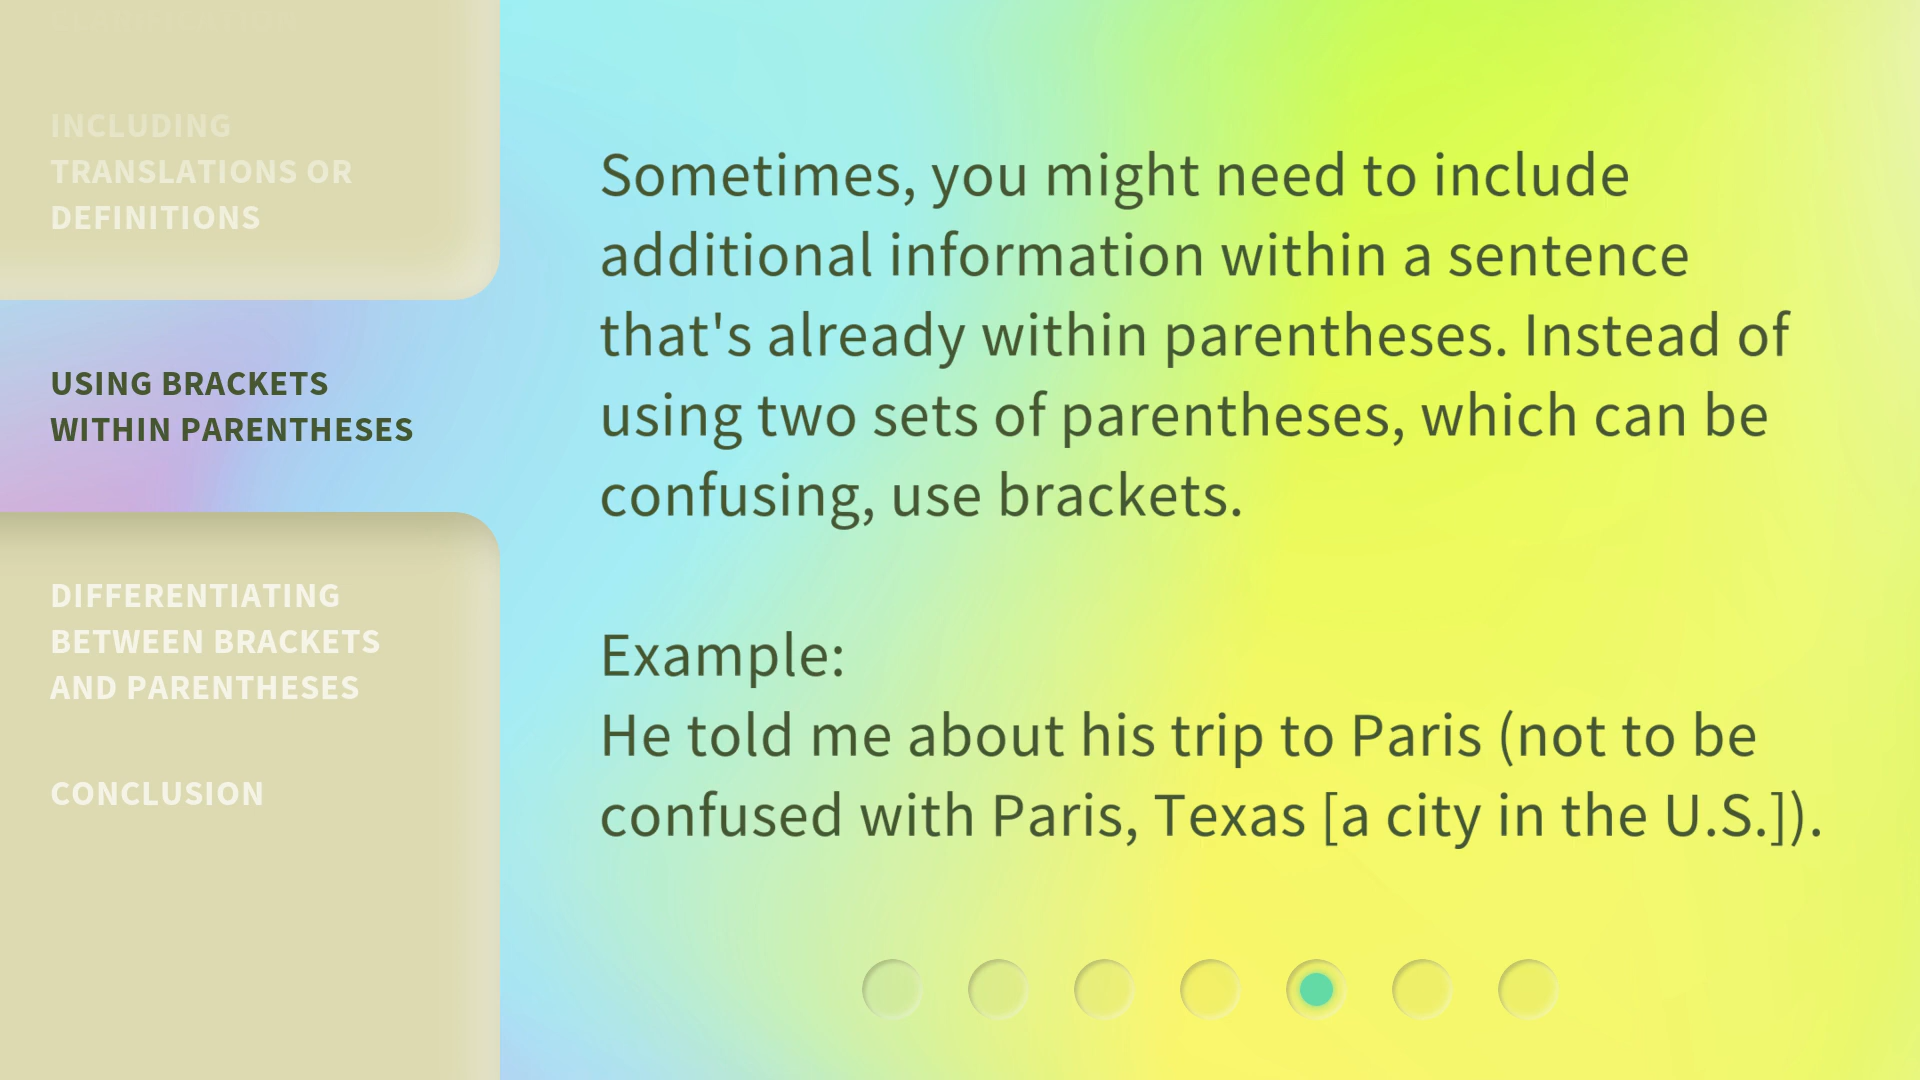 INCLUDING
TRANSLATIONS OR
DEFINITIONS
USING BRACKETS
WITHIN PARENTHESES
DIFFERENTIATING
BETWEEN BRACKETS
AND PARENTHESES
CONCLUSION
Sometimes, you might need to include
additional information within a sentence
that's already within parentheses. Instead of
using two sets of parentheses, which can be
confusing, use brackets.
Example:
He told me about his trip to Paris (not to be
confused with Paris, Texas [a city in the U.S.]).